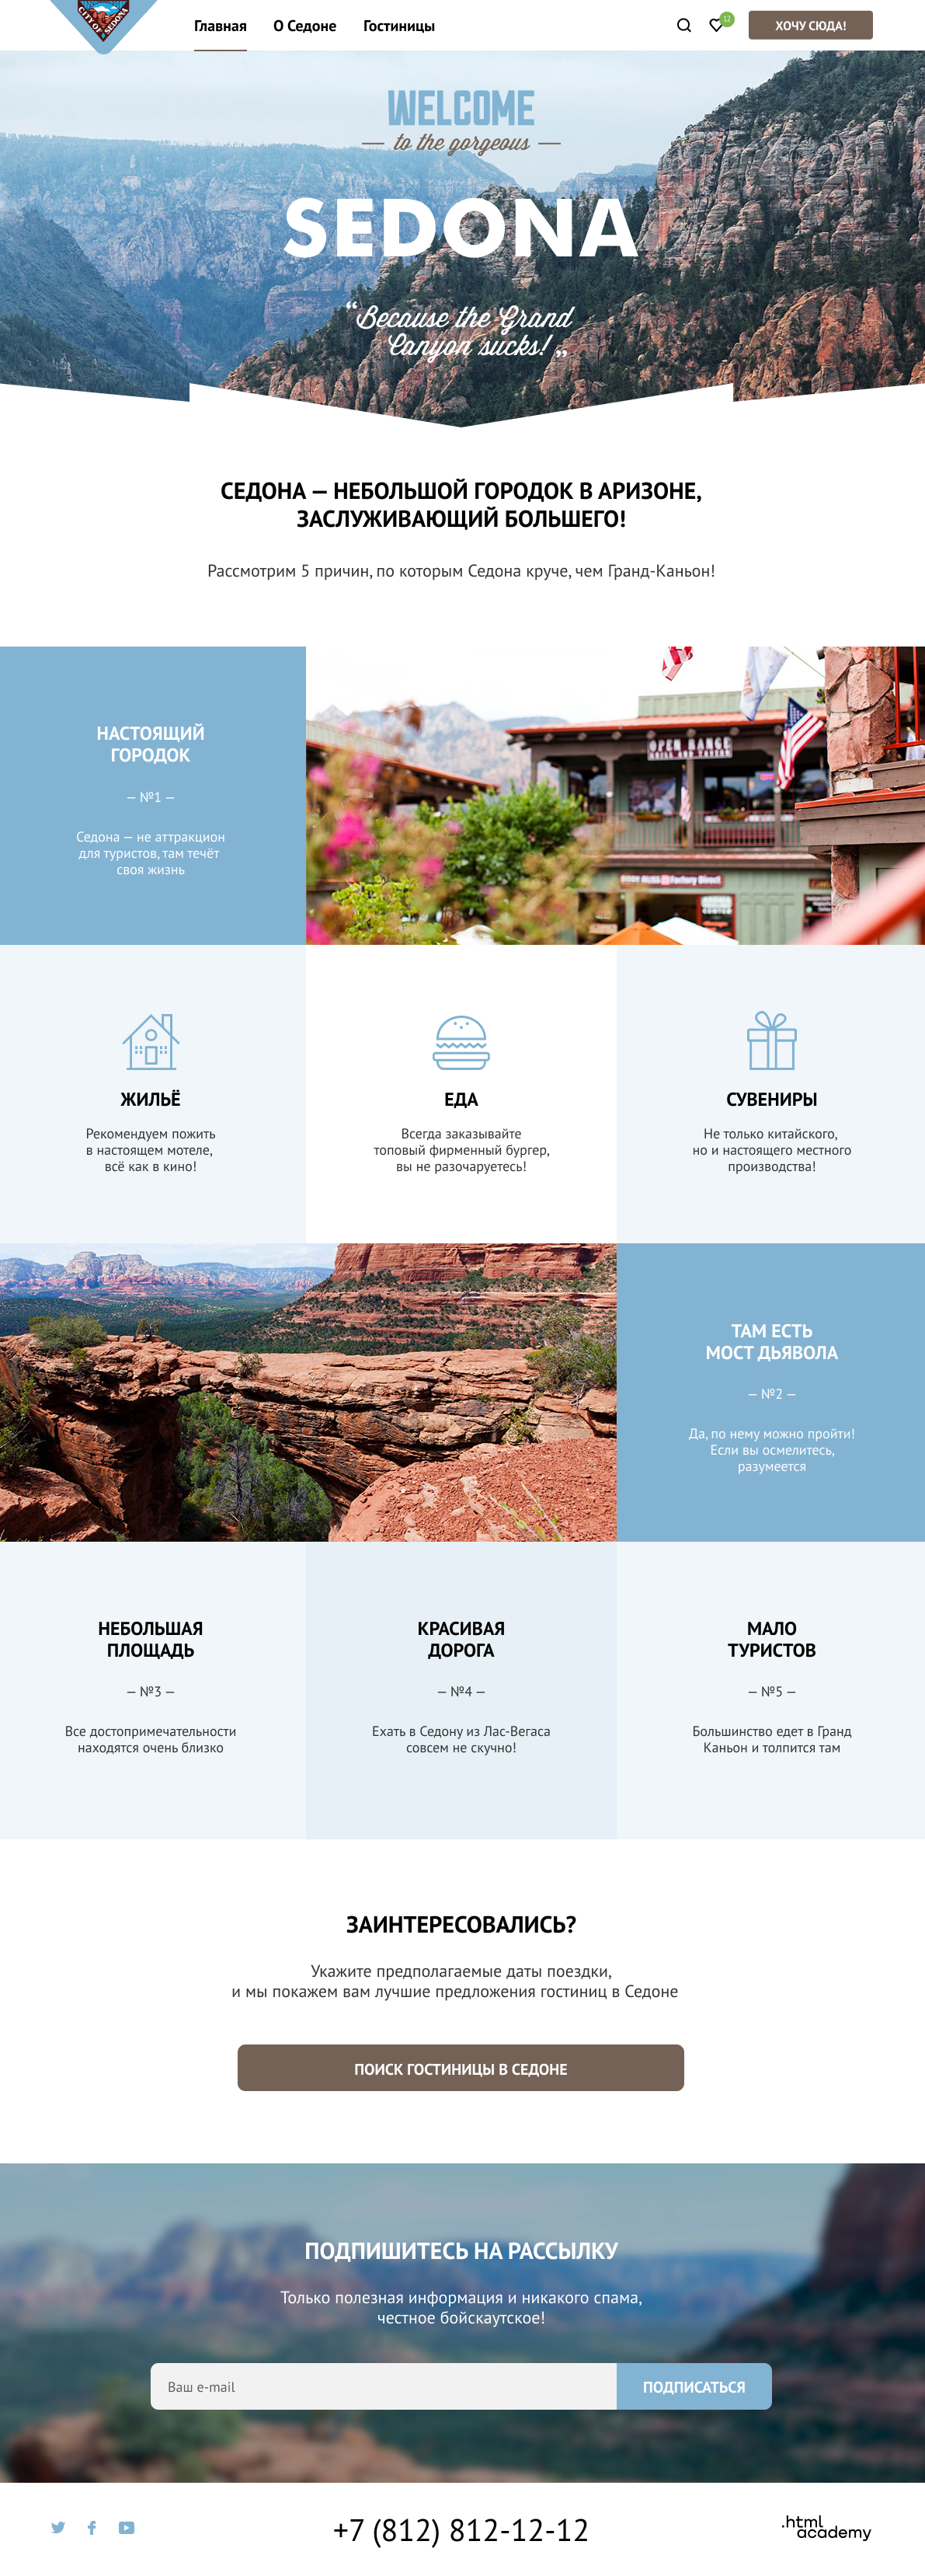 CITY OF SEDONA
Главная
О Седоне
Гостиницы
12
ХОЧУ СЮДА!
WELCOME
— to the gorgeous —
SEDONA
“Because the Grand
Canyon sucks!„
СЕДОНА — НЕБОЛЬШОЙ ГОРОДОК В АРИЗОНЕ,
ЗАСЛУЖИВАЮЩИЙ БОЛЬШЕГО!
Рассмотрим 5 причин, по которым Седона круче, чем Гранд-Каньон!
НАСТОЯЩИЙ
ГОРОДОК
— №1 —
Седона — не аттракцион
для туристов, там течёт
своя жизнь
OPEN RANGE
Factory Direct
ЖИЛЬЁ
Рекомендуем пожить
в настоящем мотеле,
всё как в кино!
ЕДА
Всегда заказывайте
топовый фирменный бургер,
вы не разочаруетесь!
СУВЕНИРЫ
Не только китайского,
но и настоящего местного
производства!
ТАМ ЕСТЬ
МОСТ ДЬЯВОЛА
— №2 —
Да, по нему можно пройти!
Если вы осмелитесь,
разумеется
НЕБОЛЬШАЯ
ПЛОЩАДЬ
— №3 —
Все достопримечательности
находятся очень близко
КРАСИВАЯ
ДОРОГА
— №4 —
Ехать в Седону из Лас-Вегаса
совсем не скучно!
МАЛО
ТУРИСТОВ
— №5 —
Большинство едет в Гранд
Каньон и толпится там
ЗАИНТЕРЕСОВАЛИСЬ?
Укажите предполагаемые даты поездки,
и мы покажем вам лучшие предложения гостиниц в Седоне
ПОИСК ГОСТИНИЦЫ В СЕДОНЕ
ПОДПИШИТЕСЬ НА РАССЫЛКУ
Только полезная информация и никакого спама,
честное бойскаутское!
Ваш e-mail
ПОДПИСАТЬСЯ
+7 (812) 812-12-12
.html
academy